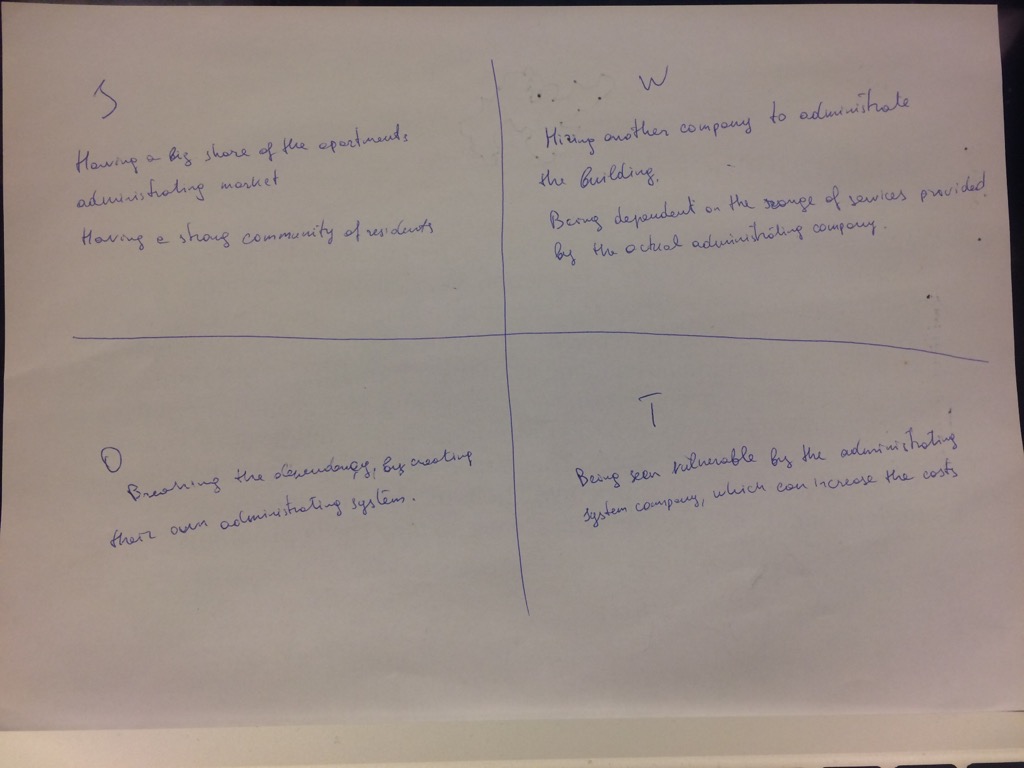 S
Having a big share of the apartments
administrating market
Having a strong community of residents
W
Hiring another company to administrate
the building.
Being dependent on the range of services provided
by the actual administrating company.
O
Breaking the dependancy, by creating
their own administrating system.
T
Being seen vulnerable by the administrating
system company, which can increase the costs